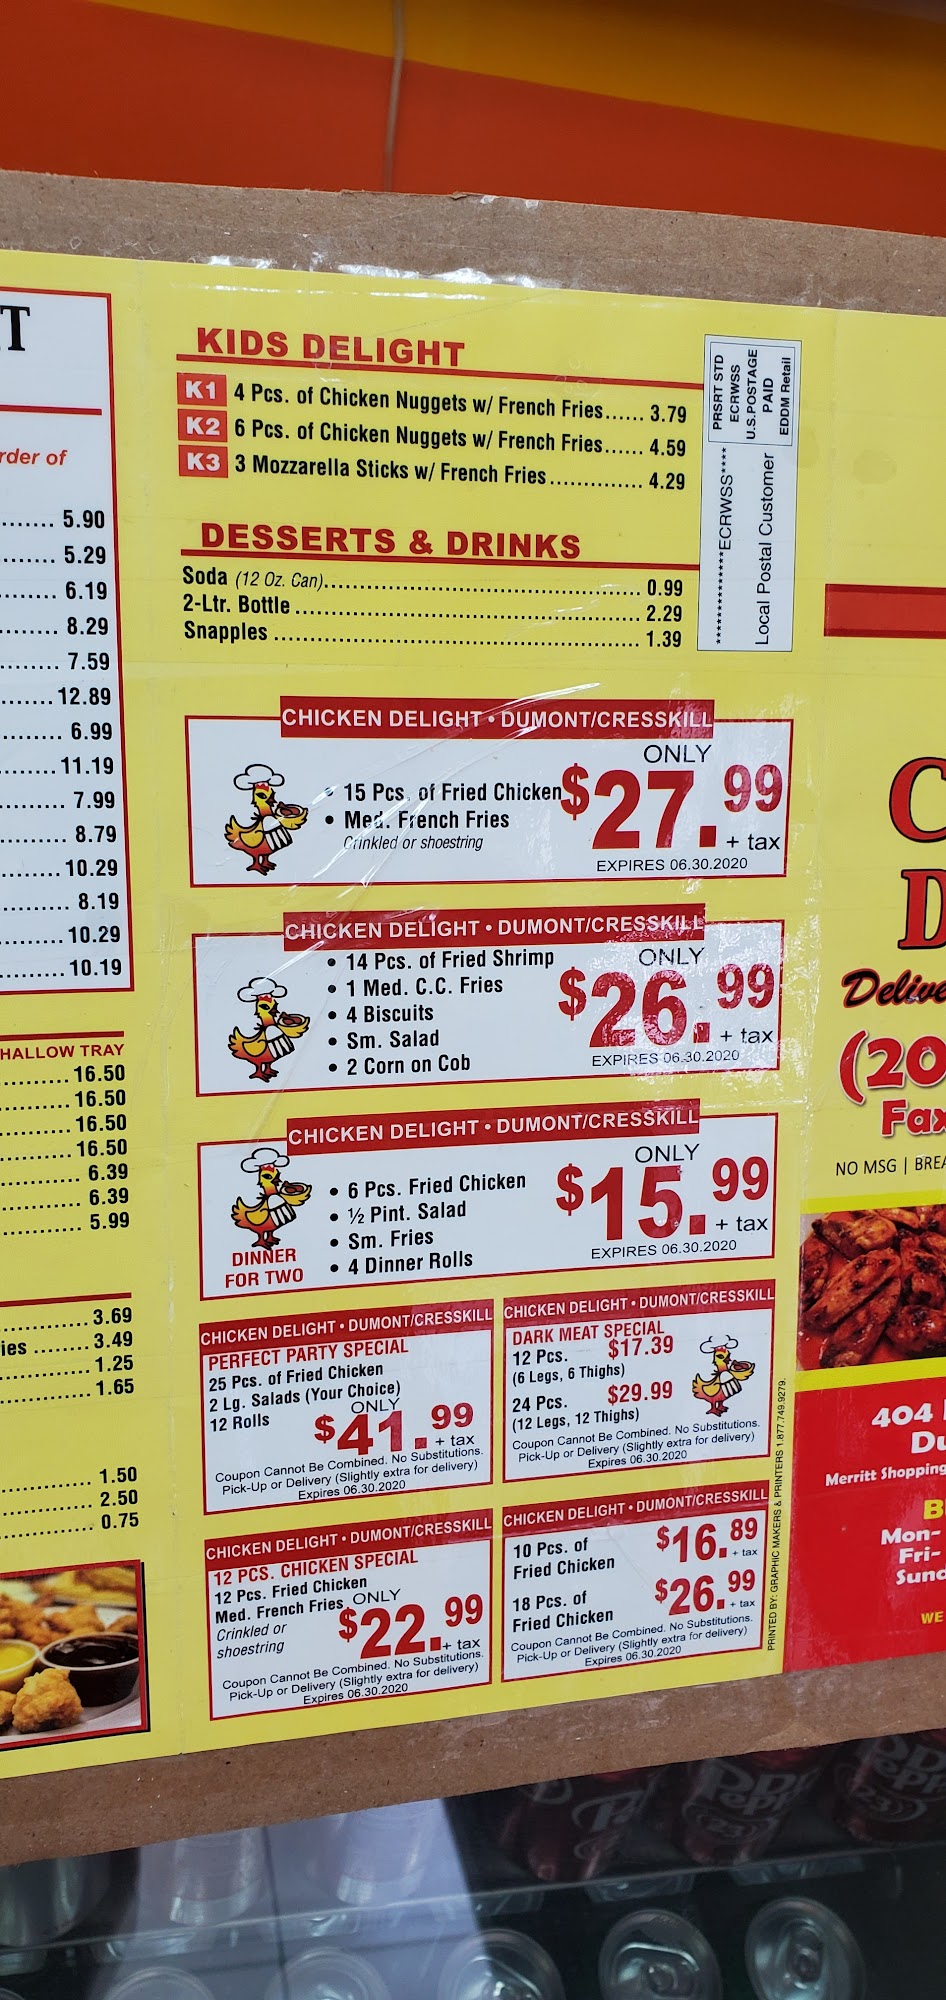 T
rder of
5.90
5.29
6.19
8.29
7.59
12.89
6.99
11.19
7.99
8.79
10.29
8.19
10.29
10.19
HALLOW TRAY
16.50
16.50
16.50
16.50
6.39
6.39
5.99
3.69
ies ........ 3.49
1.25
1.65
1.50
2.50
0.75
KIDS DELIGHT
K1 4 Pcs. of Chicken Nuggets w/ French Fries...... 3.79
K2 6 Pcs. of Chicken Nuggets w/ French Fries...... 4.59
K3 3 Mozzarella Sticks w/ French Fries.............. 4.29
DESSERTS & DRINKS
Soda (12 Oz. Can)................ 0.99
2-Ltr. Bottle ................ 2.29
Snapples ................ 1.39
PRSRT STD
ECRWSS
U.S.POSTAGE
PAID
EDDM Retail
**************ECRWSS****
Local Postal Customer
CHICKEN DELIGHT • DUMONT/CRESSKILL
• 15 Pcs. of Fried Chicken
• Med. French Fries
Crinkled or shoestring
ONLY
$27.99
+ tax
EXPIRES 06.30.2020
CHICKEN DELIGHT • DUMONT/CRESSKILL
• 14 Pcs. of Fried Shrimp
• 1 Med. C.C. Fries
• 4 Biscuits
• Sm. Salad
• 2 Corn on Cob
ONLY
$26.99
+ tax
EXPIRES 06.30.2020
CHICKEN DELIGHT • DUMONT/CRESSKILL
DINNER
FOR TWO
• 6 Pcs. Fried Chicken
• ½ Pint. Salad
• Sm. Fries
• 4 Dinner Rolls
ONLY
$15.99
+ tax
EXPIRES 06.30.2020
CHICKEN DELIGHT • DUMONT/CRESSKILL
PERFECT PARTY SPECIAL
25 Pcs. of Fried Chicken
2 Lg. Salads (Your Choice)
12 Rolls
ONLY
$41.99
+ tax
Coupon Cannot Be Combined. No Substitutions.
Pick-Up or Delivery (Slightly extra for delivery)
Expires 06.30.2020
CHICKEN DELIGHT • DUMONT/CRESSKILL
DARK MEAT SPECIAL
12 Pcs. $17.39
(6 Legs, 6 Thighs)
24 Pcs. $29.99
(12 Legs, 12 Thighs)
Coupon Cannot Be Combined. No Substitutions.
Pick-Up or Delivery (Slightly extra for delivery)
Expires 06.30.2020
CHICKEN DELIGHT • DUMONT/CRESSKILL
12 PCS. CHICKEN SPECIAL
12 Pcs. Fried Chicken
Med. French Fries
Crinkled or
shoestring
ONLY
$22.99
+ tax
Coupon Cannot Be Combined. No Substitutions.
Pick-Up or Delivery (Slightly extra for delivery)
Expires 06.30.2020
CHICKEN DELIGHT • DUMONT/CRESSKILL
10 Pcs. of
Fried Chicken
$16.89
+ tax
18 Pcs. of
Fried Chicken
$26.99
+ tax
Coupon Cannot Be Combined. No Substitutions.
Pick-Up or Delivery (Slightly extra for delivery)
Expires 06.30.2020
PRINTED BY: GRAPHIC MAKERS & PRINTERS 1.877.749.9279.
C
D
Delive
(20
Fax
NO MSG | BREA
404
Du
Merritt Shopping
B
Mon-
Fri-
Sund
WE
Dr
Pepp
23